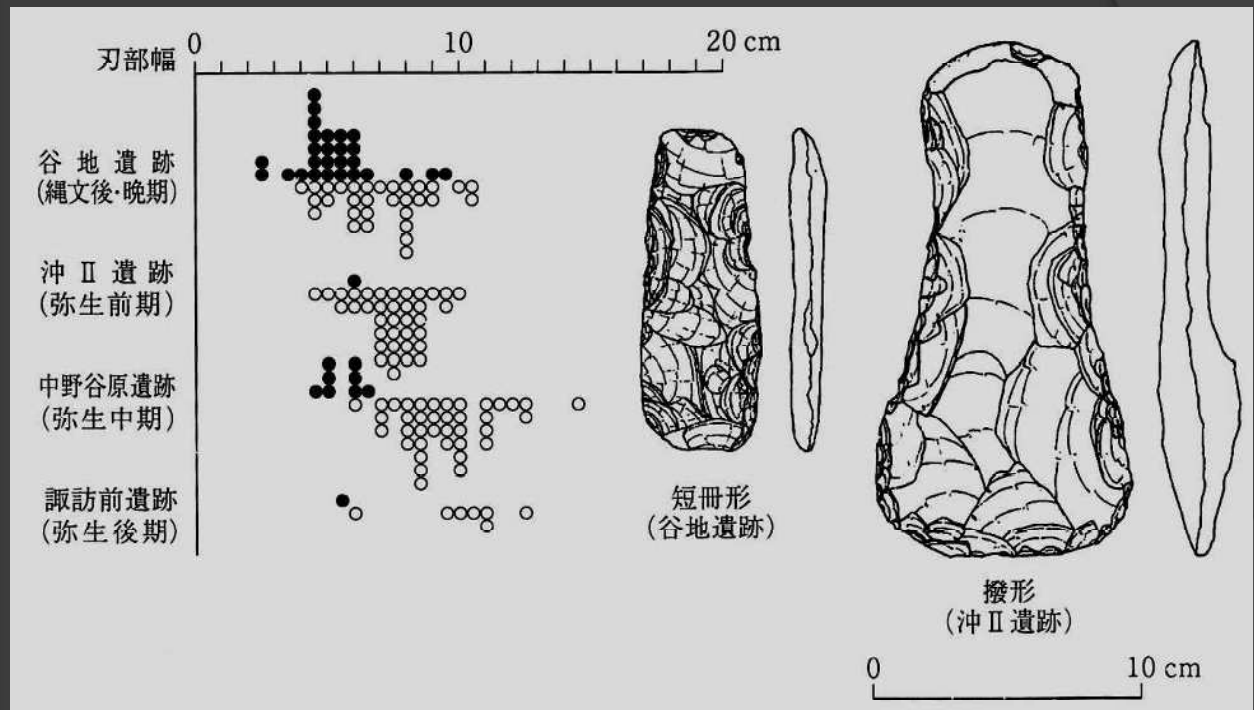 刃部幅
0 10 20 cm
谷地遺跡
(縄文後・晩期)
沖Ⅱ遺跡
(弥生前期)
中野谷原遺跡
(弥生中期)
諏訪前遺跡
(弥生後期)
短冊形
(谷地遺跡)
撥形
(沖Ⅱ遺跡)
0 10 cm